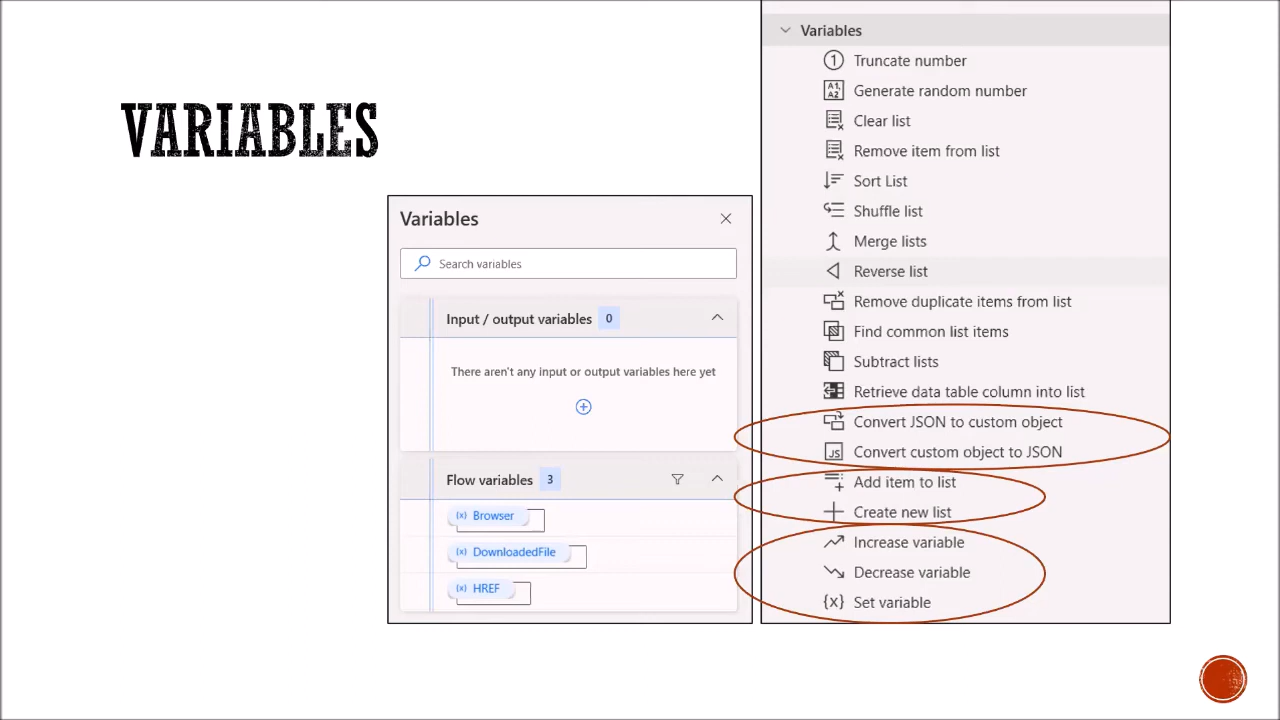 VARIABLES
Variables
Search variables
Input / output variables 0
There aren't any input or output variables here yet
Flow variables 3
{x} Browser
{x} DownloadedFile
{x} HREF
Variables
1 Truncate number
A1, A2 Generate random number
Clear list
Remove item from list
Sort List
Shuffle list
Merge lists
Reverse list
Remove duplicate items from list
Find common list items
Subtract lists
Retrieve data table column into list
Convert JSON to custom object
JS Convert custom object to JSON
Add item to list
Create new list
Increase variable
Decrease variable
{x} Set variable